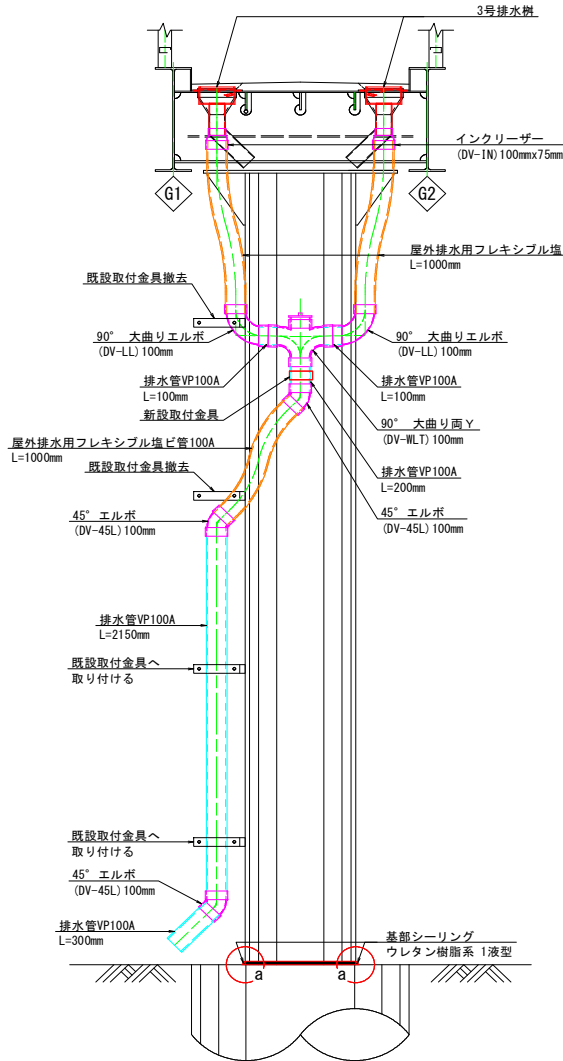 3号排水桝
インクリーザー
(DV-IN)100mmx75mm
G1
G2
屋外排水用フレキシブル塩
L=1000mm
既設取付金具撤去
90° 大曲りエルボ
(DV-LL)100mm
90° 大曲りエルボ
(DV-LL)100mm
排水管VP100A
L=100mm
排水管VP100A
L=100mm
新設取付金具
90° 大曲り両Y
(DV-WLT)100mm
屋外排水用フレキシブル塩ビ管100A
L=1000mm
排水管VP100A
L=200mm
既設取付金具撤去
45° エルボ
(DV-45L)100mm
45° エルボ
(DV-45L)100mm
排水管VP100A
L=2150mm
既設取付金具へ
取り付ける
既設取付金具へ
取り付ける
45° エルボ
(DV-45L)100mm
排水管VP100A
L=300mm
基部シーリング
ウレタン樹脂系 1液型
a
a